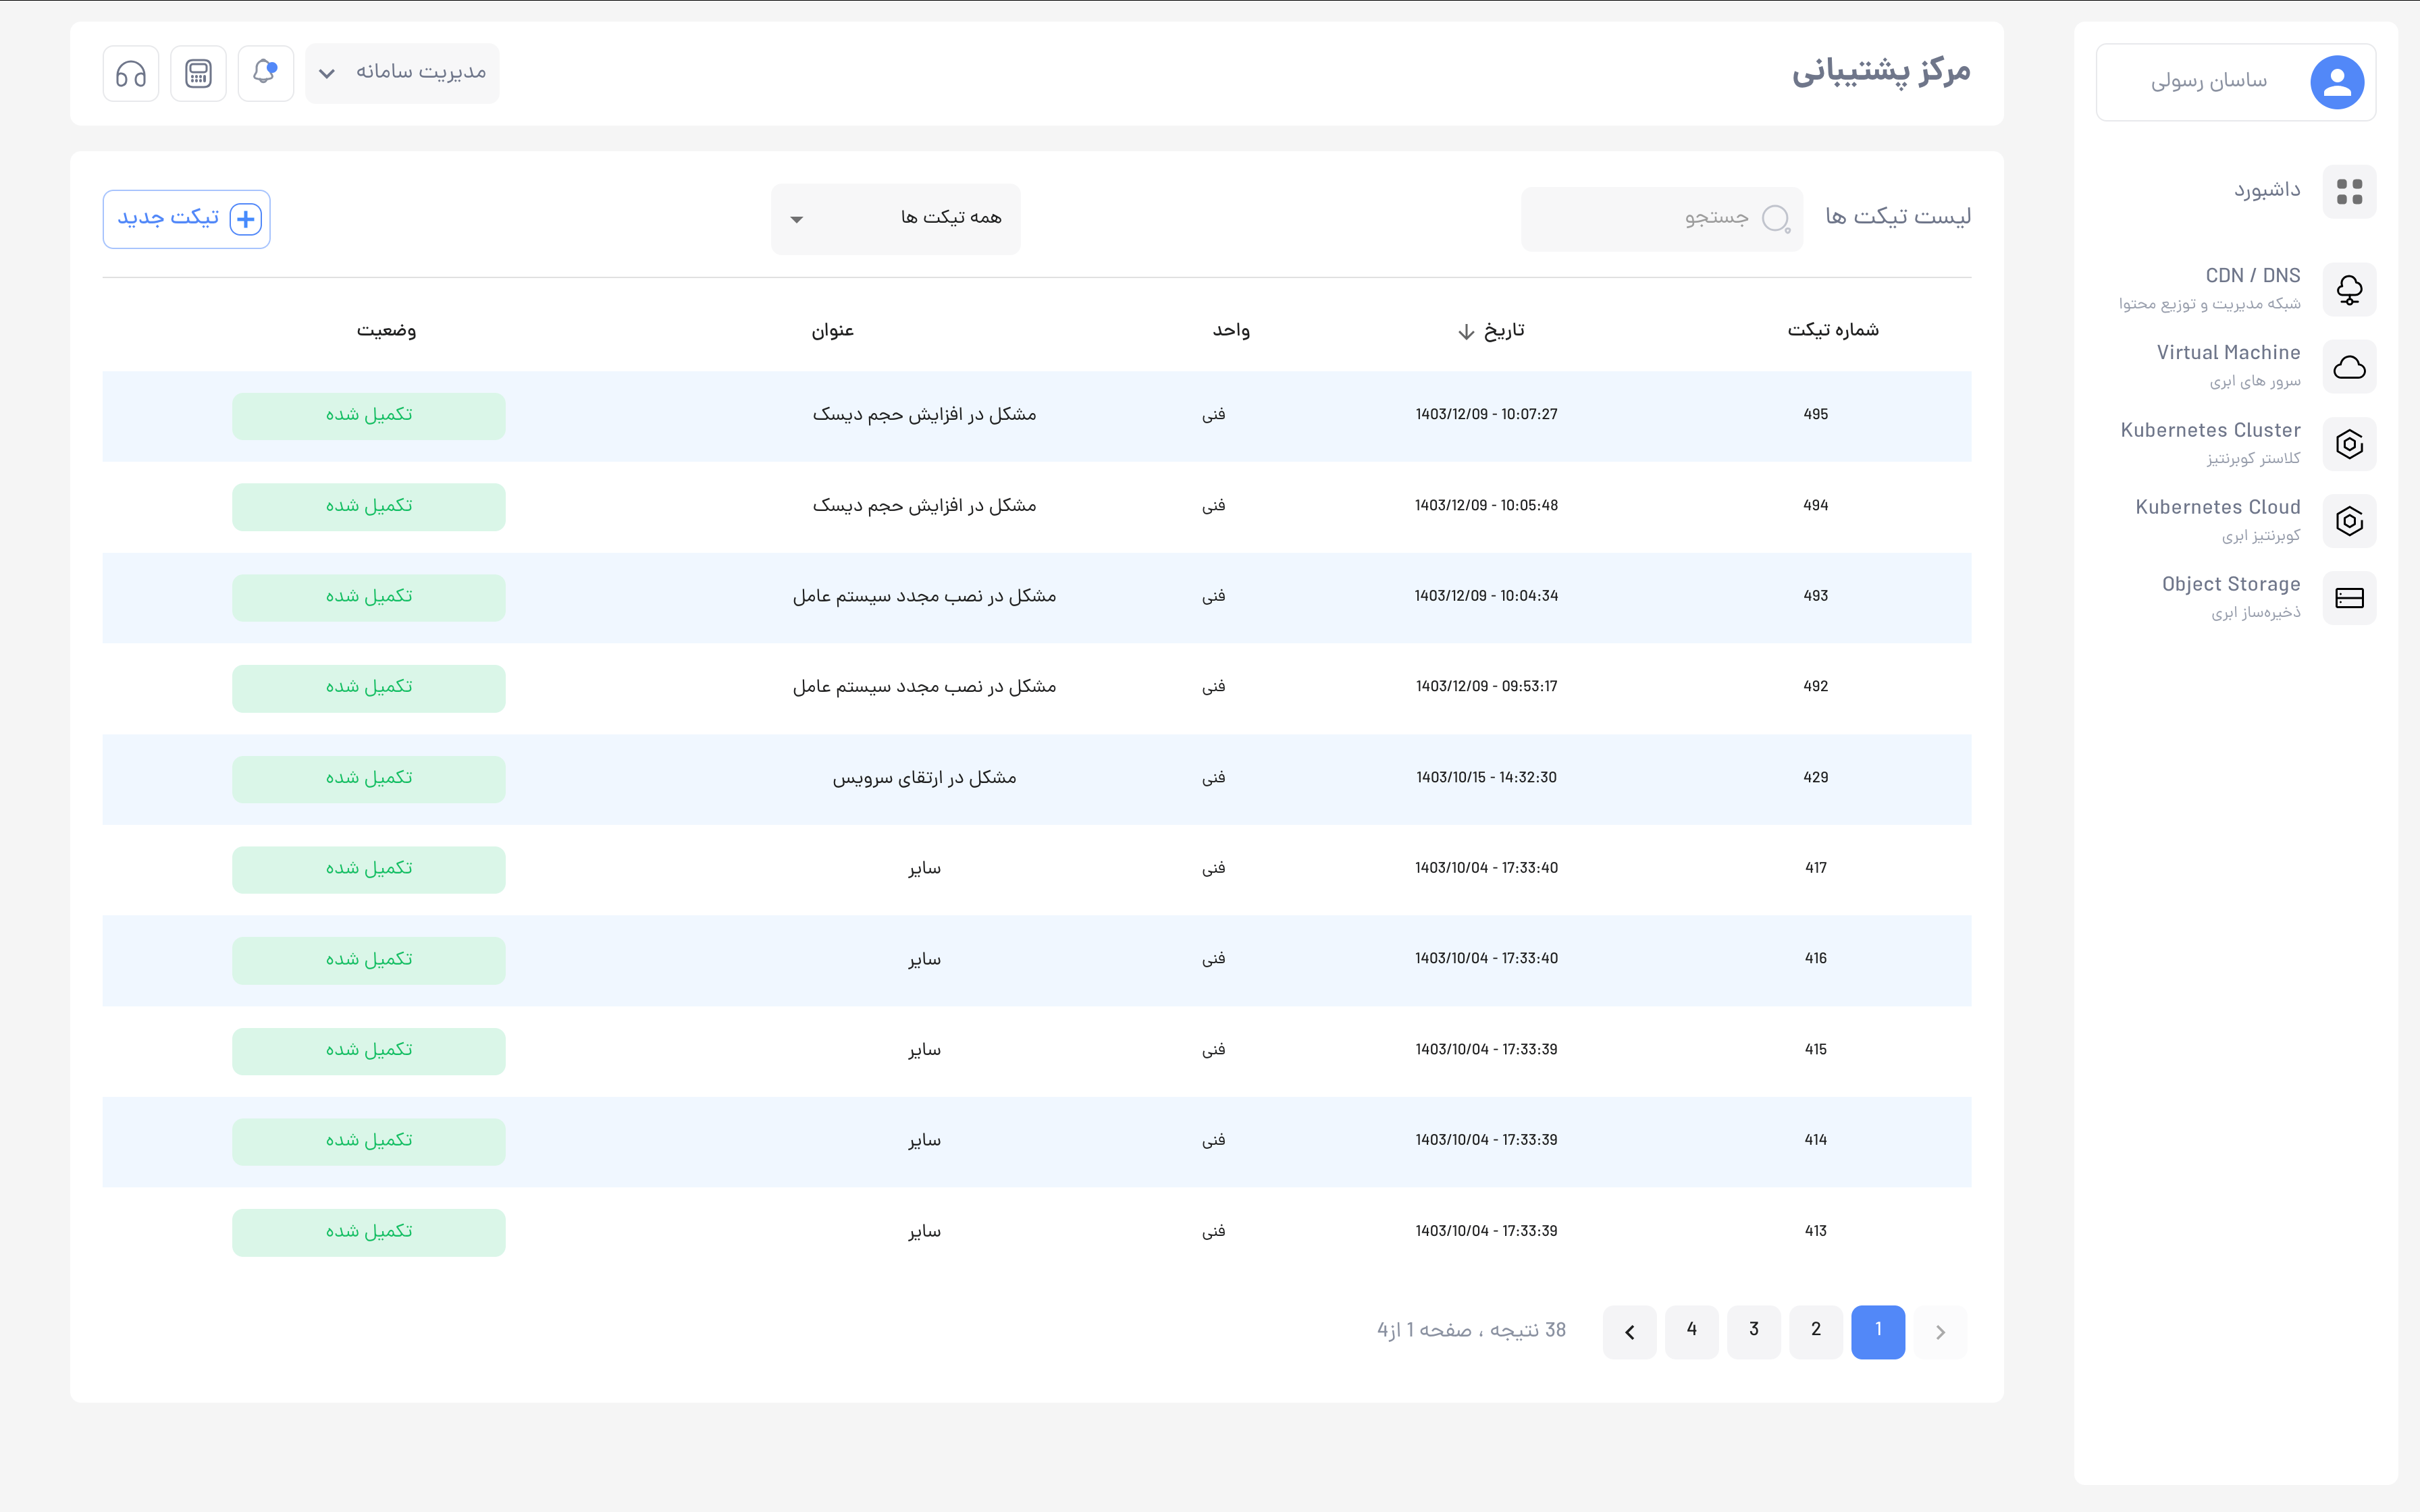 ساسان رسولی
داشبورد
CDN / DNS
شبکه مدیریت و توزیع محتوا
Virtual Machine
سرور های ابری
Kubernetes Cluster
کلاستر کوبرنتیز
Kubernetes Cloud
کوبرنتیز ابری
Object Storage
ذخیره‌ساز ابری
مرکز پشتیبانی
مدیریت سامانه
لیست تیکت ها
جستجو
همه تیکت ها
تیکت جدید
شماره تیکت تاریخ واحد عنوان وضعیت
495 1403/12/09 - 10:07:27 فنی مشکل در افزایش حجم دیسک تکمیل شده
494 1403/12/09 - 10:05:48 فنی مشکل در افزایش حجم دیسک تکمیل شده
493 1403/12/09 - 10:04:34 فنی مشکل در نصب مجدد سیستم عامل تکمیل شده
492 1403/12/09 - 09:53:17 فنی مشکل در نصب مجدد سیستم عامل تکمیل شده
429 1403/10/15 - 14:32:30 فنی مشکل در ارتقای سرویس تکمیل شده
417 1403/10/04 - 17:33:40 فنی سایر تکمیل شده
416 1403/10/04 - 17:33:40 فنی سایر تکمیل شده
415 1403/10/04 - 17:33:39 فنی سایر تکمیل شده
414 1403/10/04 - 17:33:39 فنی سایر تکمیل شده
413 1403/10/04 - 17:33:39 فنی سایر تکمیل شده
1 2 3 4
38 نتیجه ، صفحه 1 از4